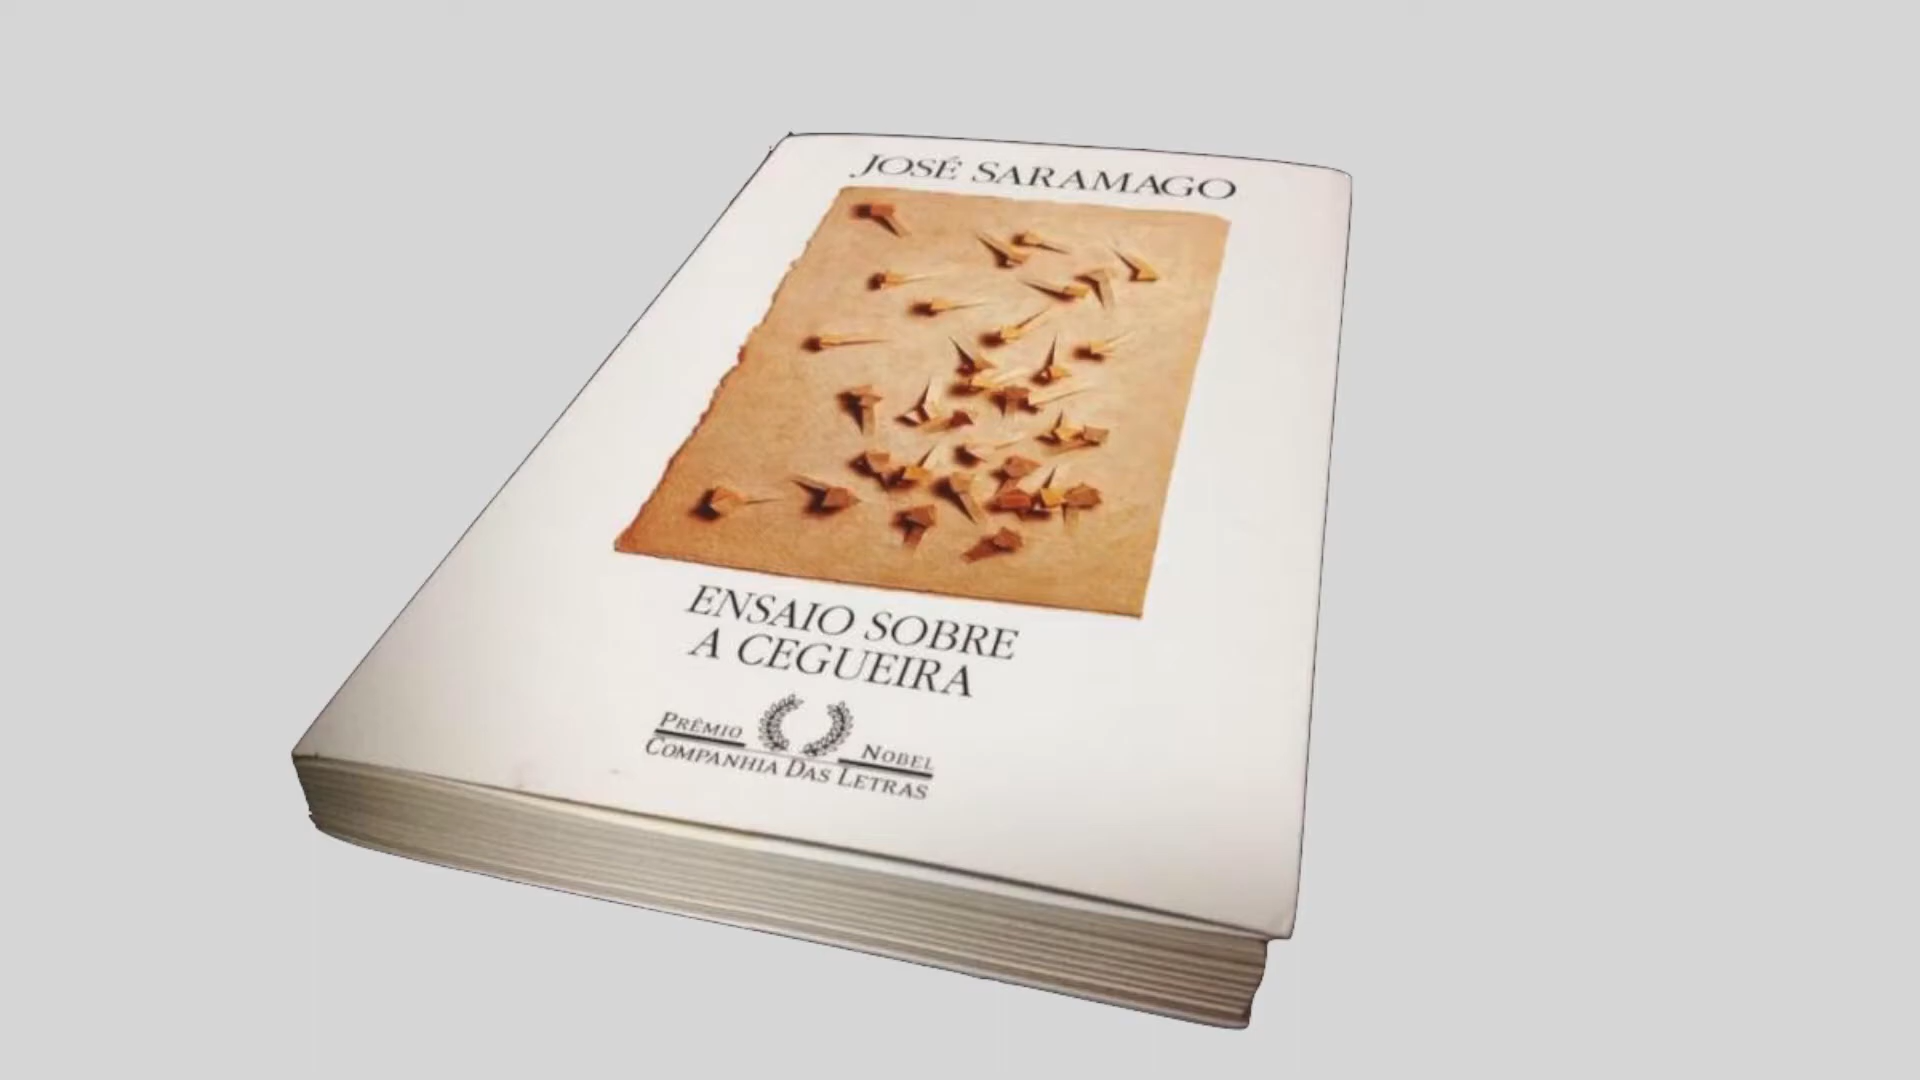 JOSÉ SARAMAGO
ENSAIO SOBRE
A CEGUEIRA
PRÊMIO NOBEL
COMPANHIA DAS LETRAS